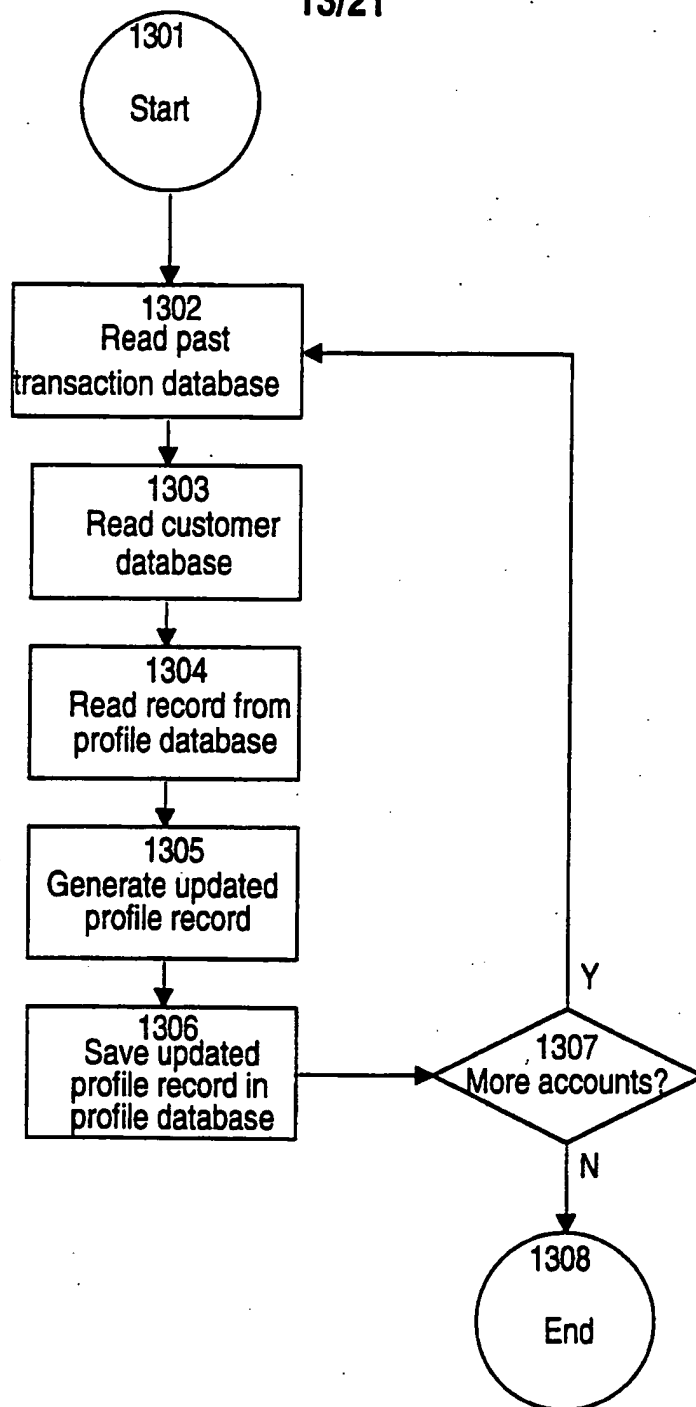 13/21
1301
Start
1302
Read past
transaction database
1303
Read customer
database
1304
Read record from
profile database
1305
Generate updated
profile record
1306
Save updated
profile record in
profile database
Y
1307
More accounts?
N
1308
End